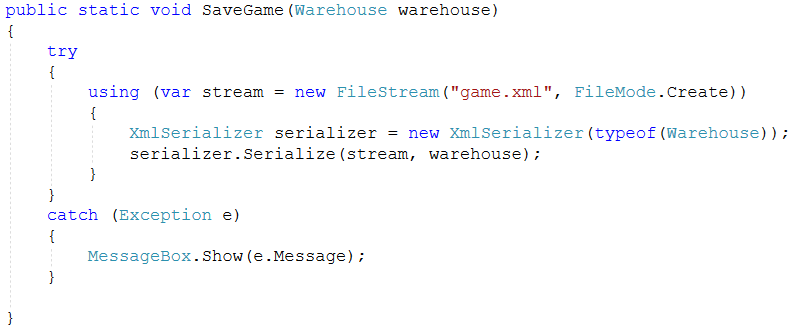 public static void SaveGame(Warehouse warehouse)
{
    try
    {
        using (var stream = new FileStream("game.xml", FileMode.Create))
        {
            XmlSerializer serializer = new XmlSerializer(typeof(Warehouse));
            serializer.Serialize(stream, warehouse);
        }
    }
    catch (Exception e)
    {
        MessageBox.Show(e.Message);
    }

}